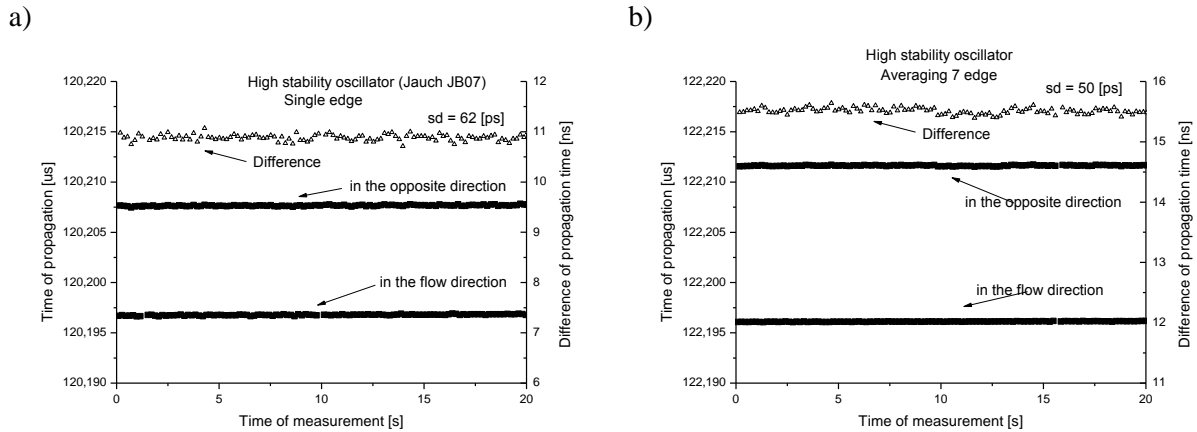 a)
High stability oscillator (Jauch JB07)
Single edge
sd = 62 [ps]
Difference
in the opposite direction
in the flow direction
120,220
120,215
120,210
120,205
120,200
120,195
120,190
Time of propagation [us]
12
11
10
9
8
7
6
Difference of propagation time [ns]
0 5 10 15 20
Time of measurement [s]
b)
High stability oscillator
Averaging 7 edge
sd = 50 [ps]
Difference
in the opposite direction
in the flow direction
122,220
122,215
122,210
122,205
122,200
122,195
122,190
Time of propagation [us]
16
15
14
13
12
11
Difference of propagation time [ns]
0 5 10 15 20
Time of measurement [s]